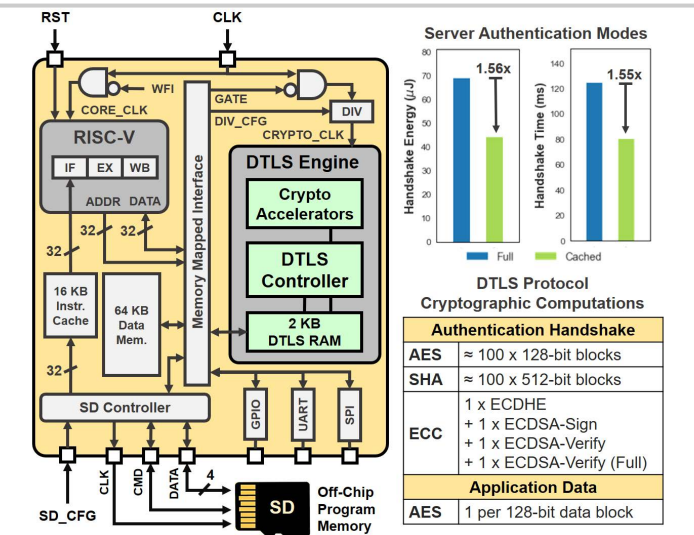 RST
CLK
WFI
CORE_CLK
GATE
DIV_CFG
DIV
CRYPTO_CLK
RISC-V
IF EX WB
ADDR DATA
32
32
32
16 KB
Instr.
Cache
64 KB
Data
Mem.
32
Memory Mapped Interface
DTLS Engine
Crypto
Accelerators
DTLS
Controller
2 KB
DTLS RAM
SD Controller
GPIO
UART
SPI
SD_CFG
CLK
CMD
DATA
4
SD
Off-Chip
Program
Memory
Server Authentication Modes
Handshake Energy (μJ)
80
70
60
50
40
30
20
10
0
1.56x
Handshake Time (ms)
140
120
100
80
60
40
20
0
1.55x
Full
Cached
DTLS Protocol
Cryptographic Computations
Authentication Handshake
AES ≈ 100 x 128-bit blocks
SHA ≈ 100 x 512-bit blocks
ECC
1 x ECDHE
+ 1 x ECDSA-Sign
+ 1 x ECDSA-Verify
+ 1 x ECDSA-Verify (Full)
Application Data
AES 1 per 128-bit data block